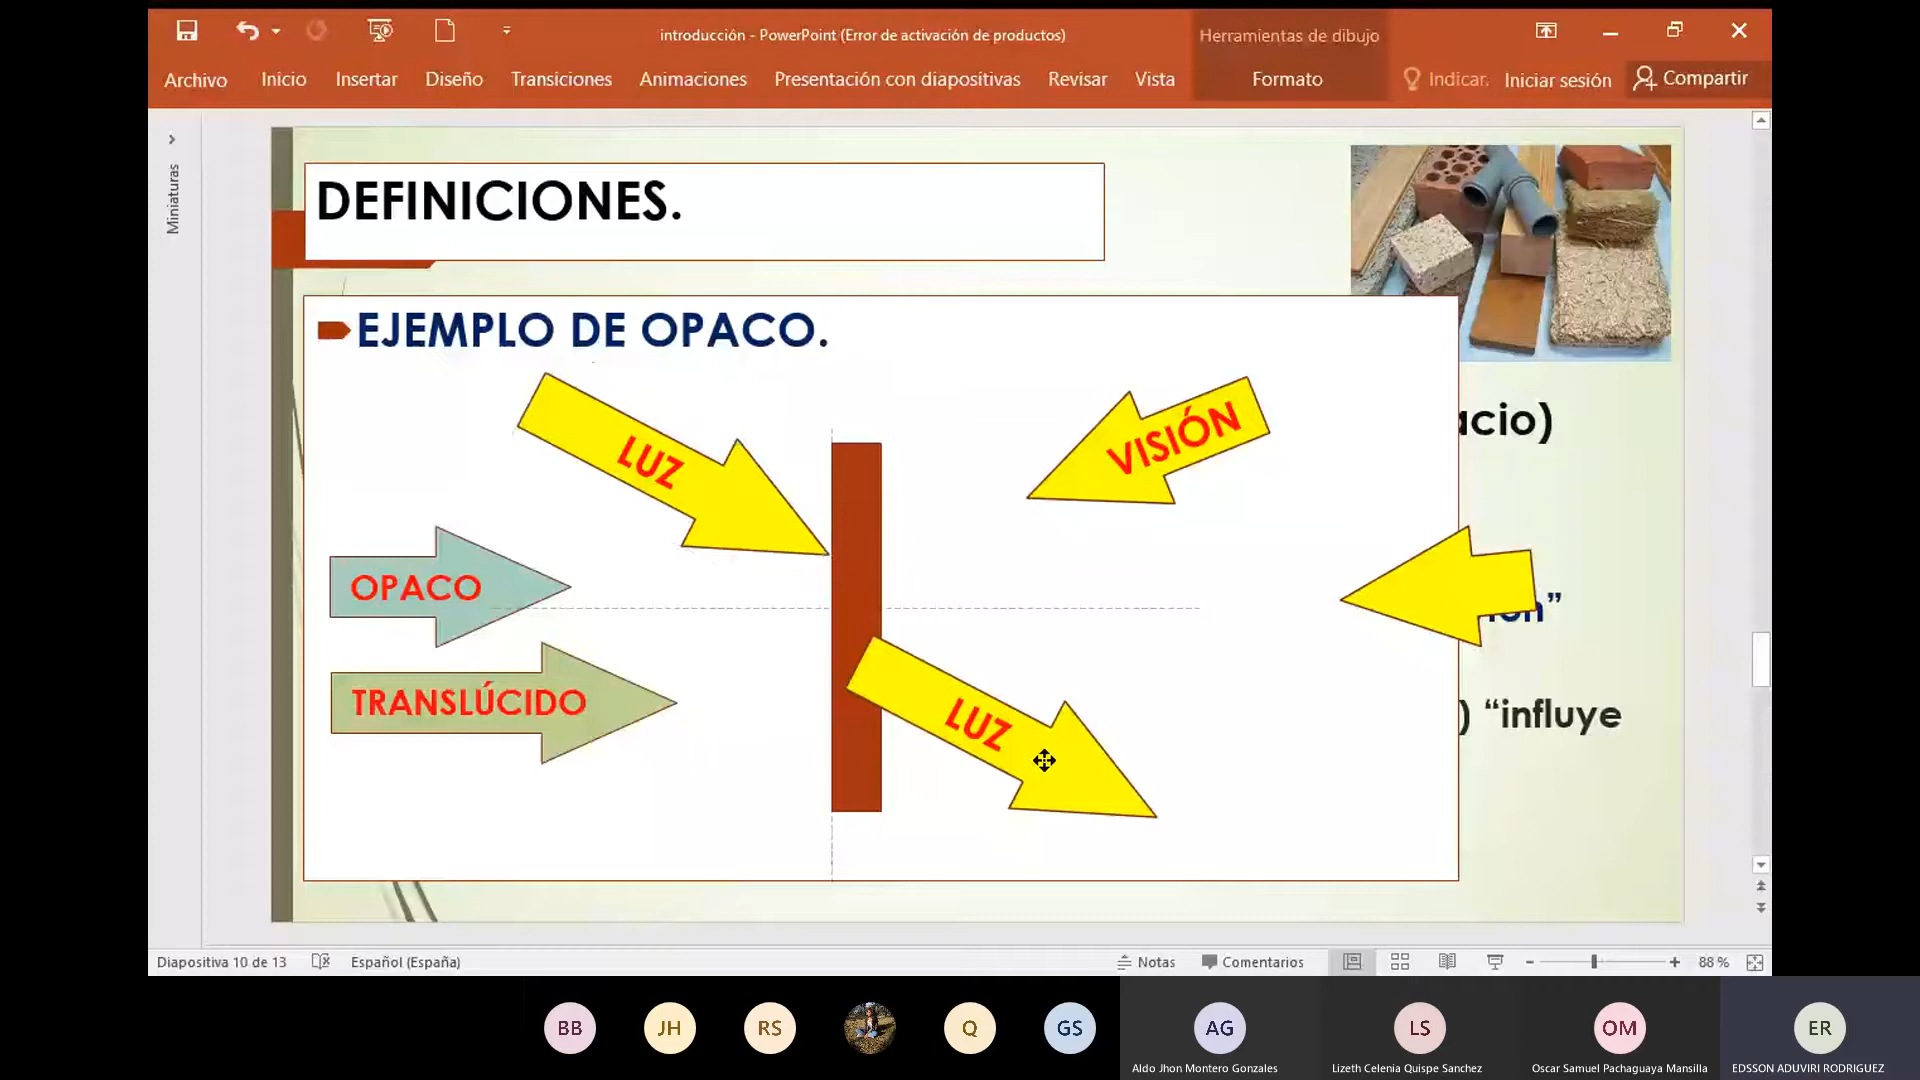 introducción - PowerPoint (Error de activación de productos)
Herramientas de dibujo
Archivo Inicio Insertar Diseño Transiciones Animaciones Presentación con diapositivas Revisar Vista Formato Indicar. Iniciar sesión Compartir
Miniaturas
DEFINICIONES.
EJEMPLO DE OPACO.
LUZ
VISIÓN
acio)
OPACO
”
TRANSLÚCIDO
LUZ
) “influye
Diapositiva 10 de 13 Español (España) Notas Comentarios 88 %
BB JH RS Q GS AG LS OM ER
Aldo Jhon Montero Gonzales Lizeth Celenia Quispe Sanchez Oscar Samuel Pachaguaya Mansilla EDSSON ADUVIRI RODRIGUEZ